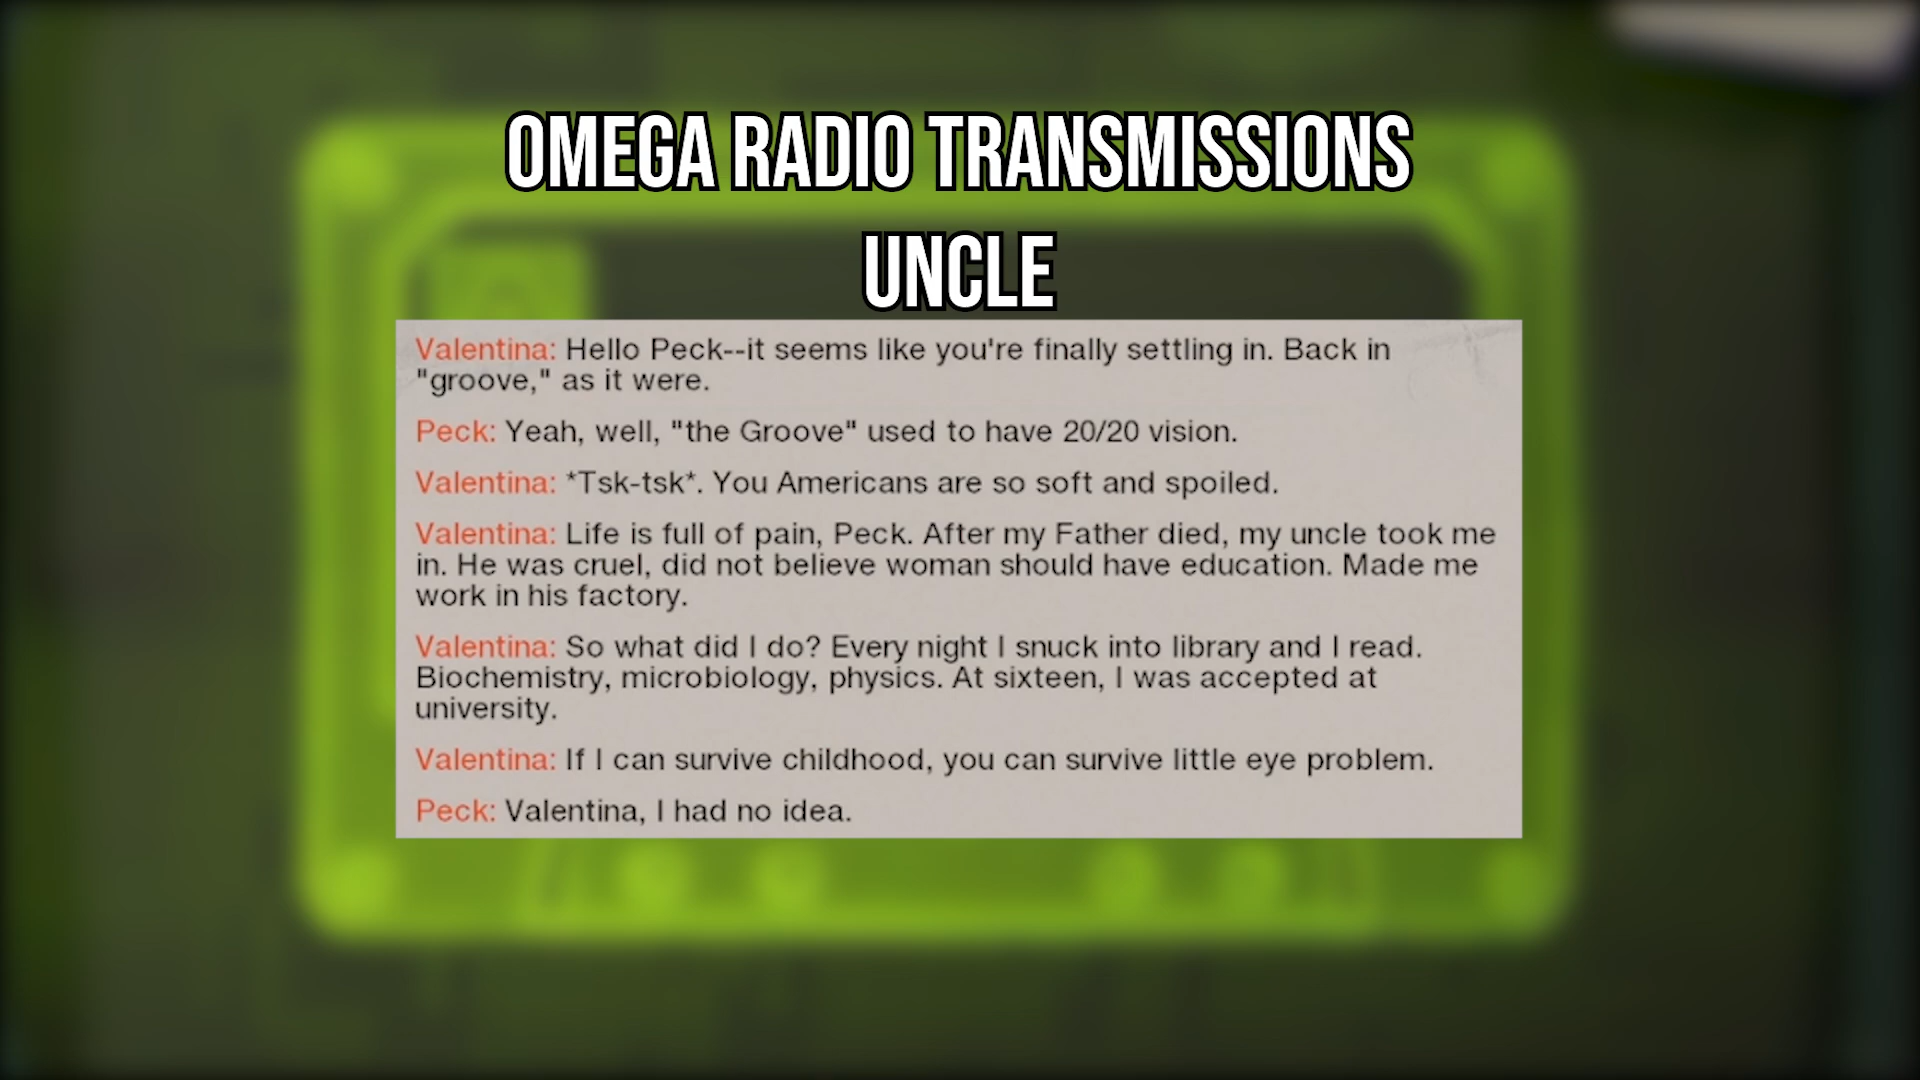 OMEGA RADIO TRANSMISSIONS
UNCLE
Valentina: Hello Peck--it seems like you're finally settling in. Back in
"groove," as it were.
Peck: Yeah, well, "the Groove" used to have 20/20 vision.
Valentina: *Tsk-tsk*. You Americans are so soft and spoiled.
Valentina: Life is full of pain, Peck. After my Father died, my uncle took me
in. He was cruel, did not believe woman should have education. Made me
work in his factory.
Valentina: So what did I do? Every night I snuck into library and I read.
Biochemistry, microbiology, physics. At sixteen, I was accepted at
university.
Valentina: If I can survive childhood, you can survive little eye problem.
Peck: Valentina, I had no idea.